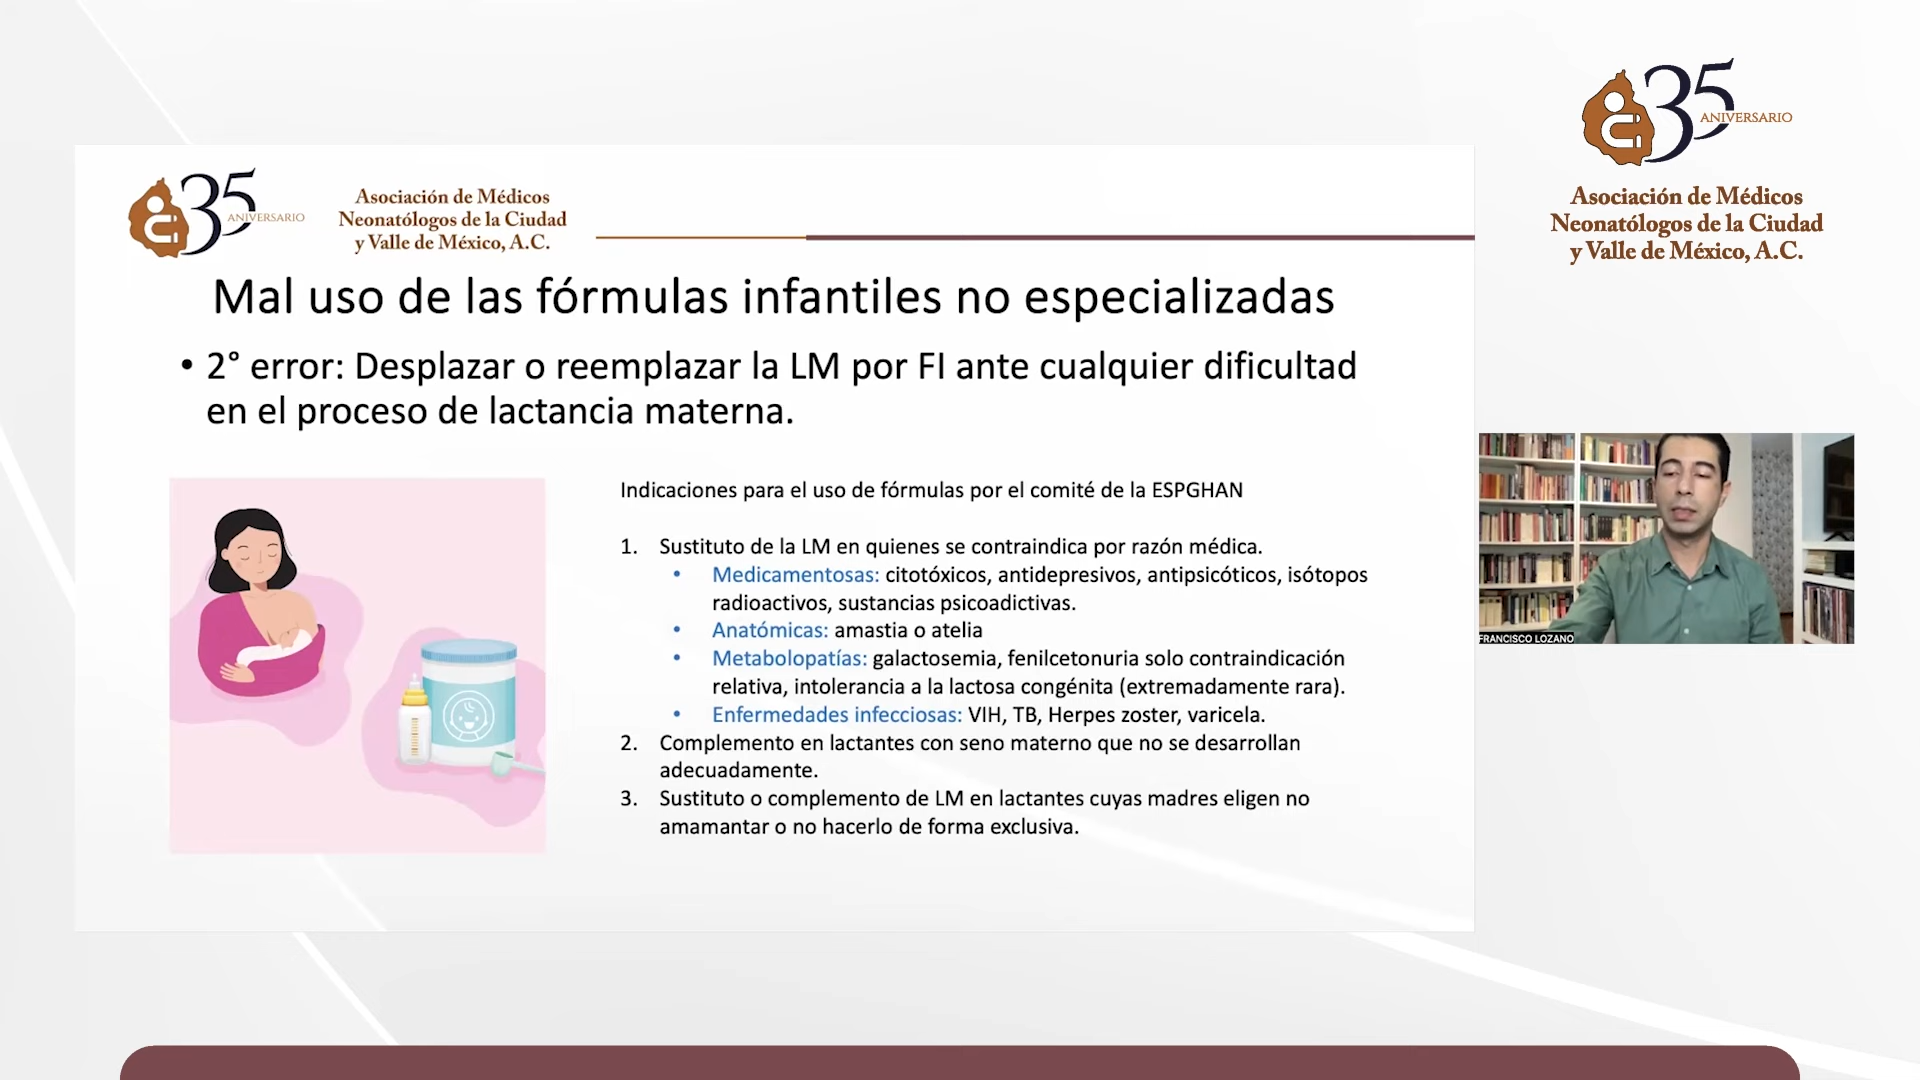 35
ANIVERSARIO
Asociación de Médicos
Neonatólogos de la Ciudad
y Valle de México, A.C.
Mal uso de las fórmulas infantiles no especializadas
• 2° error: Desplazar o reemplazar la LM por FI ante cualquier dificultad
en el proceso de lactancia materna.
Indicaciones para el uso de fórmulas por el comité de la ESPGHAN
1. Sustituto de la LM en quienes se contraindica por razón médica.
• Medicamentosas: citotóxicos, antidepresivos, antipsicóticos, isótopos
radioactivos, sustancias psicoadictivas.
• Anatómicas: amastia o atelia
• Metabolopatías: galactosemia, fenilcetonuria solo contraindicación
relativa, intolerancia a la lactosa congénita (extremadamente rara).
• Enfermedades infecciosas: VIH, TB, Herpes zoster, varicela.
2. Complemento en lactantes con seno materno que no se desarrollan
adecuadamente.
3. Sustituto o complemento de LM en lactantes cuyas madres eligen no
amamantar o no hacerlo de forma exclusiva.
35
ANIVERSARIO
Asociación de Médicos
Neonatólogos de la Ciudad
y Valle de México, A.C.
FRANCISCO LOZANO